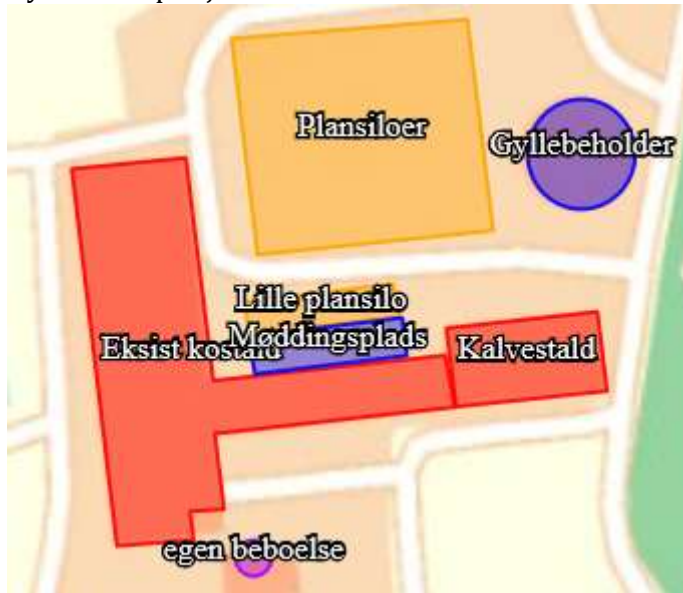 Plansiloer
Gyllebeholder
Lille plansilo
Møddingsplads
Eksist kostald
Kalvestald
egen beboelse